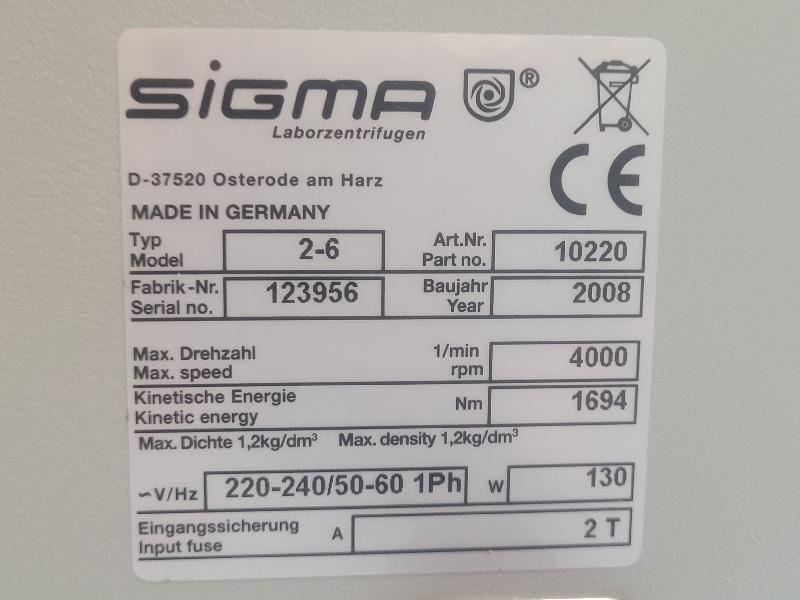 SIGMA ®
Laborzentrifugen
D-37520 Osterode am Harz
CE
MADE IN GERMANY
Typ
Model
2-6
Art.Nr.
Part no.
10220
Fabrik-Nr.
Serial no.
123956
Baujahr
Year
2008
Max. Drehzahl
Max. speed
1/min
rpm
4000
Kinetische Energie
Kinetic energy
Nm
1694
Max. Dichte 1,2kg/dm³ Max. density 1,2kg/dm³
~V/Hz 220-240/50-60 1Ph W 130
Eingangssicherung
Input fuse
A 2 T